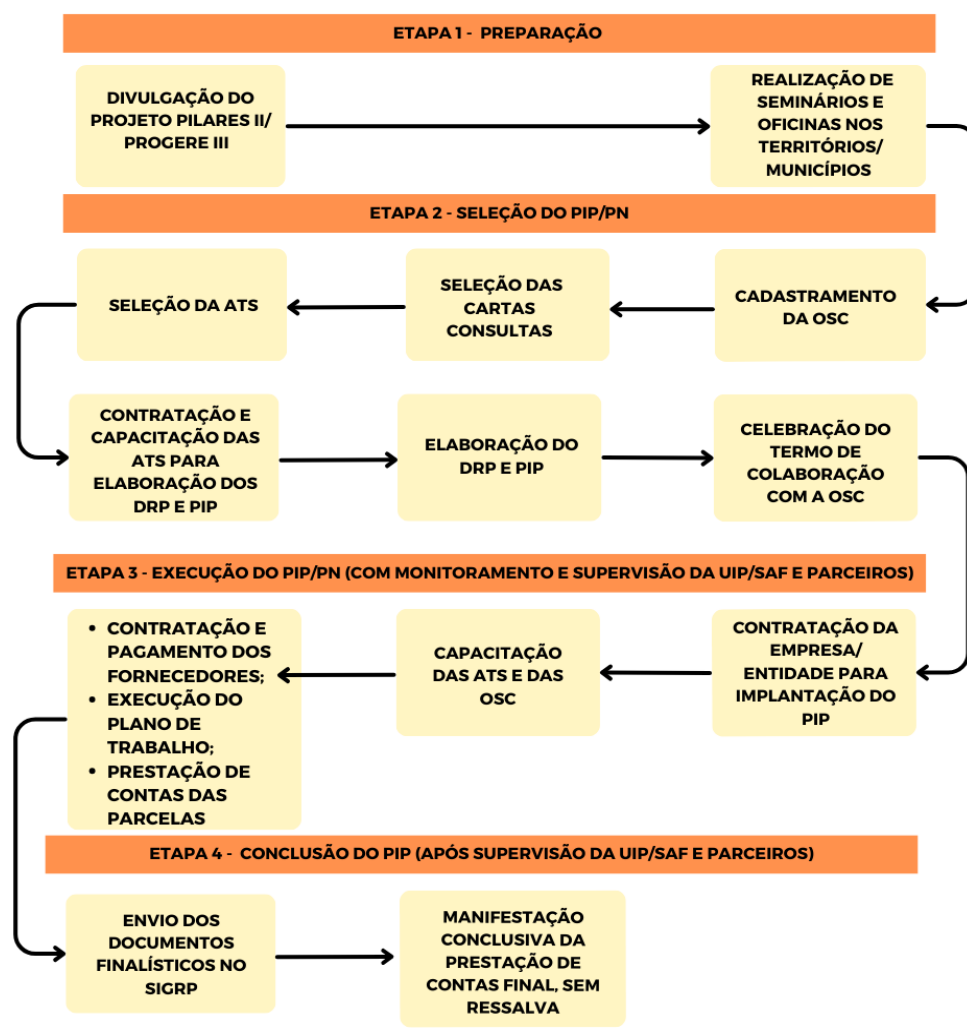 ETAPA 1 - PREPARAÇÃO
DIVULGAÇÃO DO
PROJETO PILARES II/
PROGERE III
REALIZAÇÃO DE
SEMINÁRIOS E
OFICINAS NOS
TERRITÓRIOS/
MUNICÍPIOS
ETAPA 2 - SELEÇÃO DO PIP/PN
CADASTRAMENTO
DA OSC
SELEÇÃO DAS
CARTAS
CONSULTAS
SELEÇÃO DA ATS
CONTRATAÇÃO E
CAPACITAÇÃO DAS
ATS PARA
ELABORAÇÃO DOS
DRP E PIP
ELABORAÇÃO DO
DRP E PIP
CELEBRAÇÃO DO
TERMO DE
COLABORAÇÃO
COM A OSC
ETAPA 3 - EXECUÇÃO DO PIP/PN (COM MONITORAMENTO E SUPERVISÃO DA UIP/SAF E PARCEIROS)
CONTRATAÇÃO DA
EMPRESA/
ENTIDADE PARA
IMPLANTAÇÃO DO
PIP
CAPACITAÇÃO
DAS ATS E DAS
OSC
• CONTRATAÇÃO E
PAGAMENTO DOS
FORNECEDORES;
• EXECUÇÃO DO
PLANO DE
TRABALHO;
• PRESTAÇÃO DE
CONTAS DAS
PARCELAS
ETAPA 4 - CONCLUSÃO DO PIP (APÓS SUPERVISÃO DA UIP/SAF E PARCEIROS)
ENVIO DOS
DOCUMENTOS
FINALÍSTICOS NO
SIGRP
MANIFESTAÇÃO
CONCLUSIVA DA
PRESTAÇÃO DE
CONTAS FINAL, SEM
RESSALVA